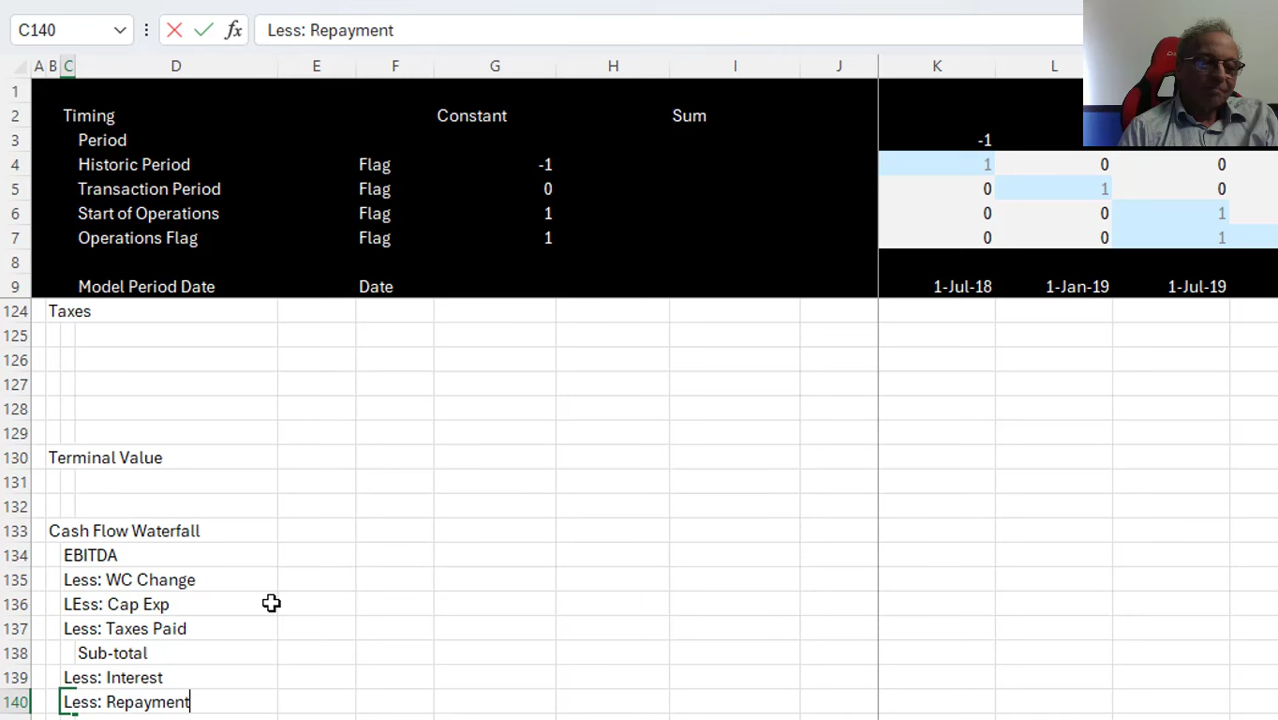 C140 fx Less: Repayment
A B C D E F G H I J K L
1
2 Timing Constant Sum
3 Period -1
4 Historic Period Flag -1 1 0 0
5 Transaction Period Flag 0 0 1 0
6 Start of Operations Flag 1 0 0 1
7 Operations Flag Flag 1 0 0 1
8
9 Model Period Date Date 1-Jul-18 1-Jan-19 1-Jul-19
124 Taxes
125
126
127
128
129
130 Terminal Value
131
132
133 Cash Flow Waterfall
134 EBITDA
135 Less: WC Change
136 LEss: Cap Exp
137 Less: Taxes Paid
138 Sub-total
139 Less: Interest
140 Less: Repayment